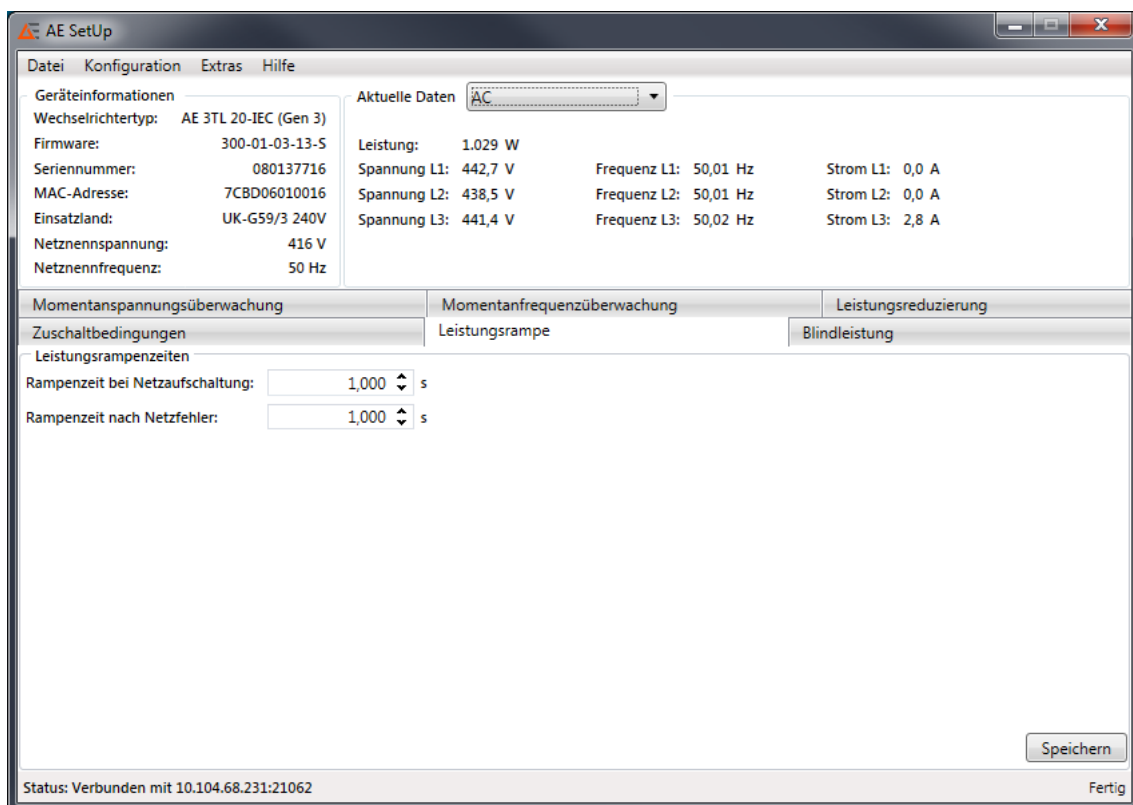 AE SetUp
Datei Konfiguration Extras Hilfe
Geräteinformationen
Wechselrichtertyp: AE 3TL 20-IEC (Gen 3)
Firmware: 300-01-03-13-S
Seriennummer: 080137716
MAC-Adresse: 7CBD06010016
Einsatzland: UK-G59/3 240V
Netznennspannung: 416 V
Netznennfrequenz: 50 Hz
Aktuelle Daten AC
Leistung: 1.029 W
Spannung L1: 442,7 V Frequenz L1: 50,01 Hz Strom L1: 0,0 A
Spannung L2: 438,5 V Frequenz L2: 50,01 Hz Strom L2: 0,0 A
Spannung L3: 441,4 V Frequenz L3: 50,02 Hz Strom L3: 2,8 A
Momentanspannungsüberwachung Momentanfrequenzüberwachung Leistungsreduzierung
Zuschaltbedingungen Leistungsrampe Blindleistung
Leistungsrampenzeiten
Rampenzeit bei Netzaufschaltung: 1,000 s
Rampenzeit nach Netzfehler: 1,000 s
Speichern
Status: Verbunden mit 10.104.68.231:21062 Fertig